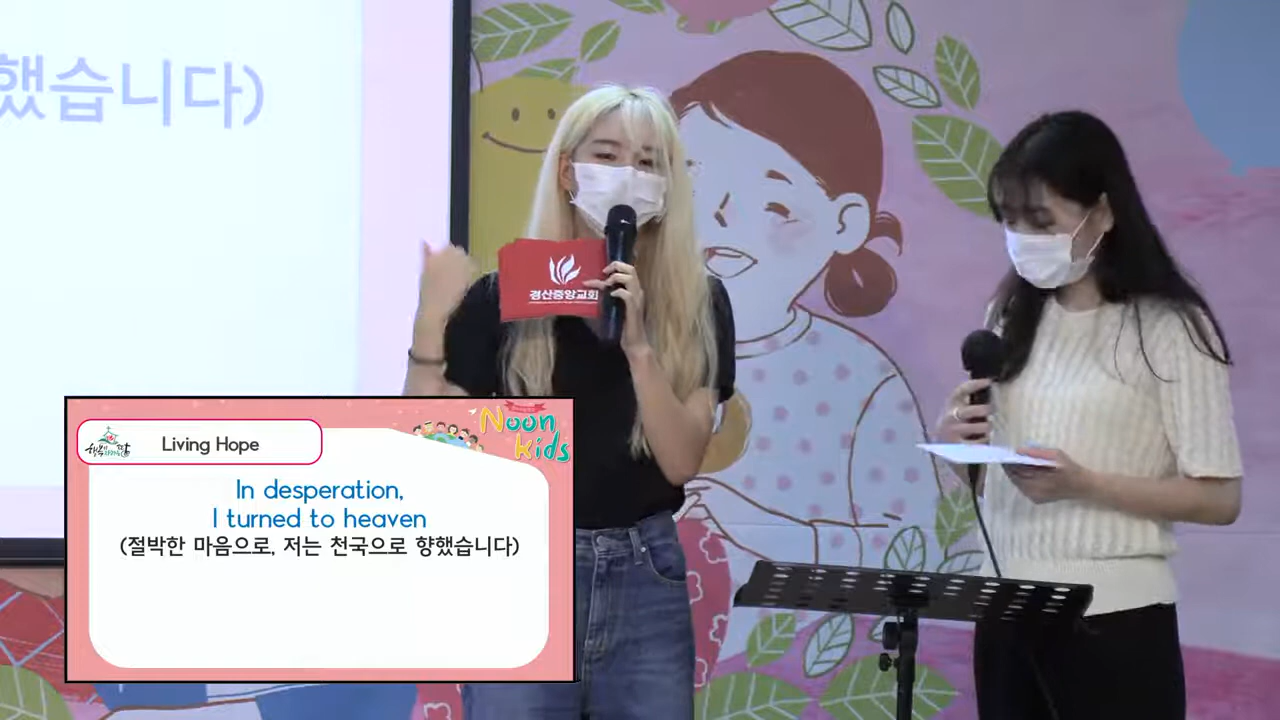 했습니다)
경산중앙교회
Noon
Kids
Living Hope
In desperation,
I turned to heaven
(절박한 마음으로, 저는 천국으로 향했습니다)